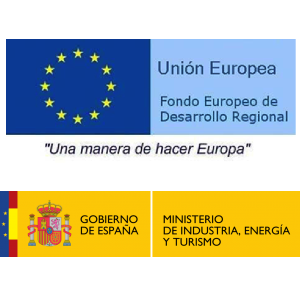 Unión Europea
Fondo Europeo de
Desarrollo Regional
"Una manera de hacer Europa"
GOBIERNO
DE ESPAÑA
MINISTERIO
DE INDUSTRIA, ENERGÍA
Y TURISMO